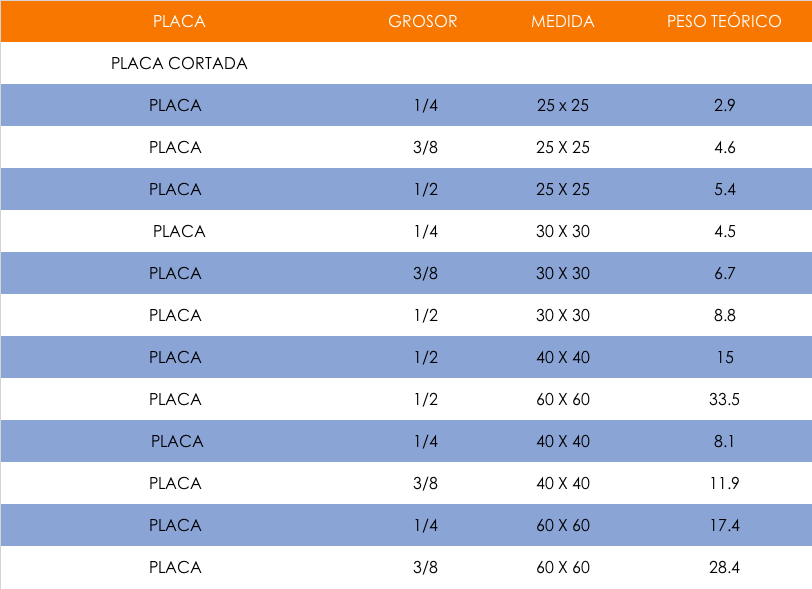 PLACA GROSOR MEDIDA PESO TEÓRICO
PLACA CORTADA
PLACA 1/4 25 x 25 2.9
PLACA 3/8 25 X 25 4.6
PLACA 1/2 25 X 25 5.4
PLACA 1/4 30 X 30 4.5
PLACA 3/8 30 X 30 6.7
PLACA 1/2 30 X 30 8.8
PLACA 1/2 40 X 40 15
PLACA 1/2 60 X 60 33.5
PLACA 1/4 40 X 40 8.1
PLACA 3/8 40 X 40 11.9
PLACA 1/4 60 X 60 17.4
PLACA 3/8 60 X 60 28.4